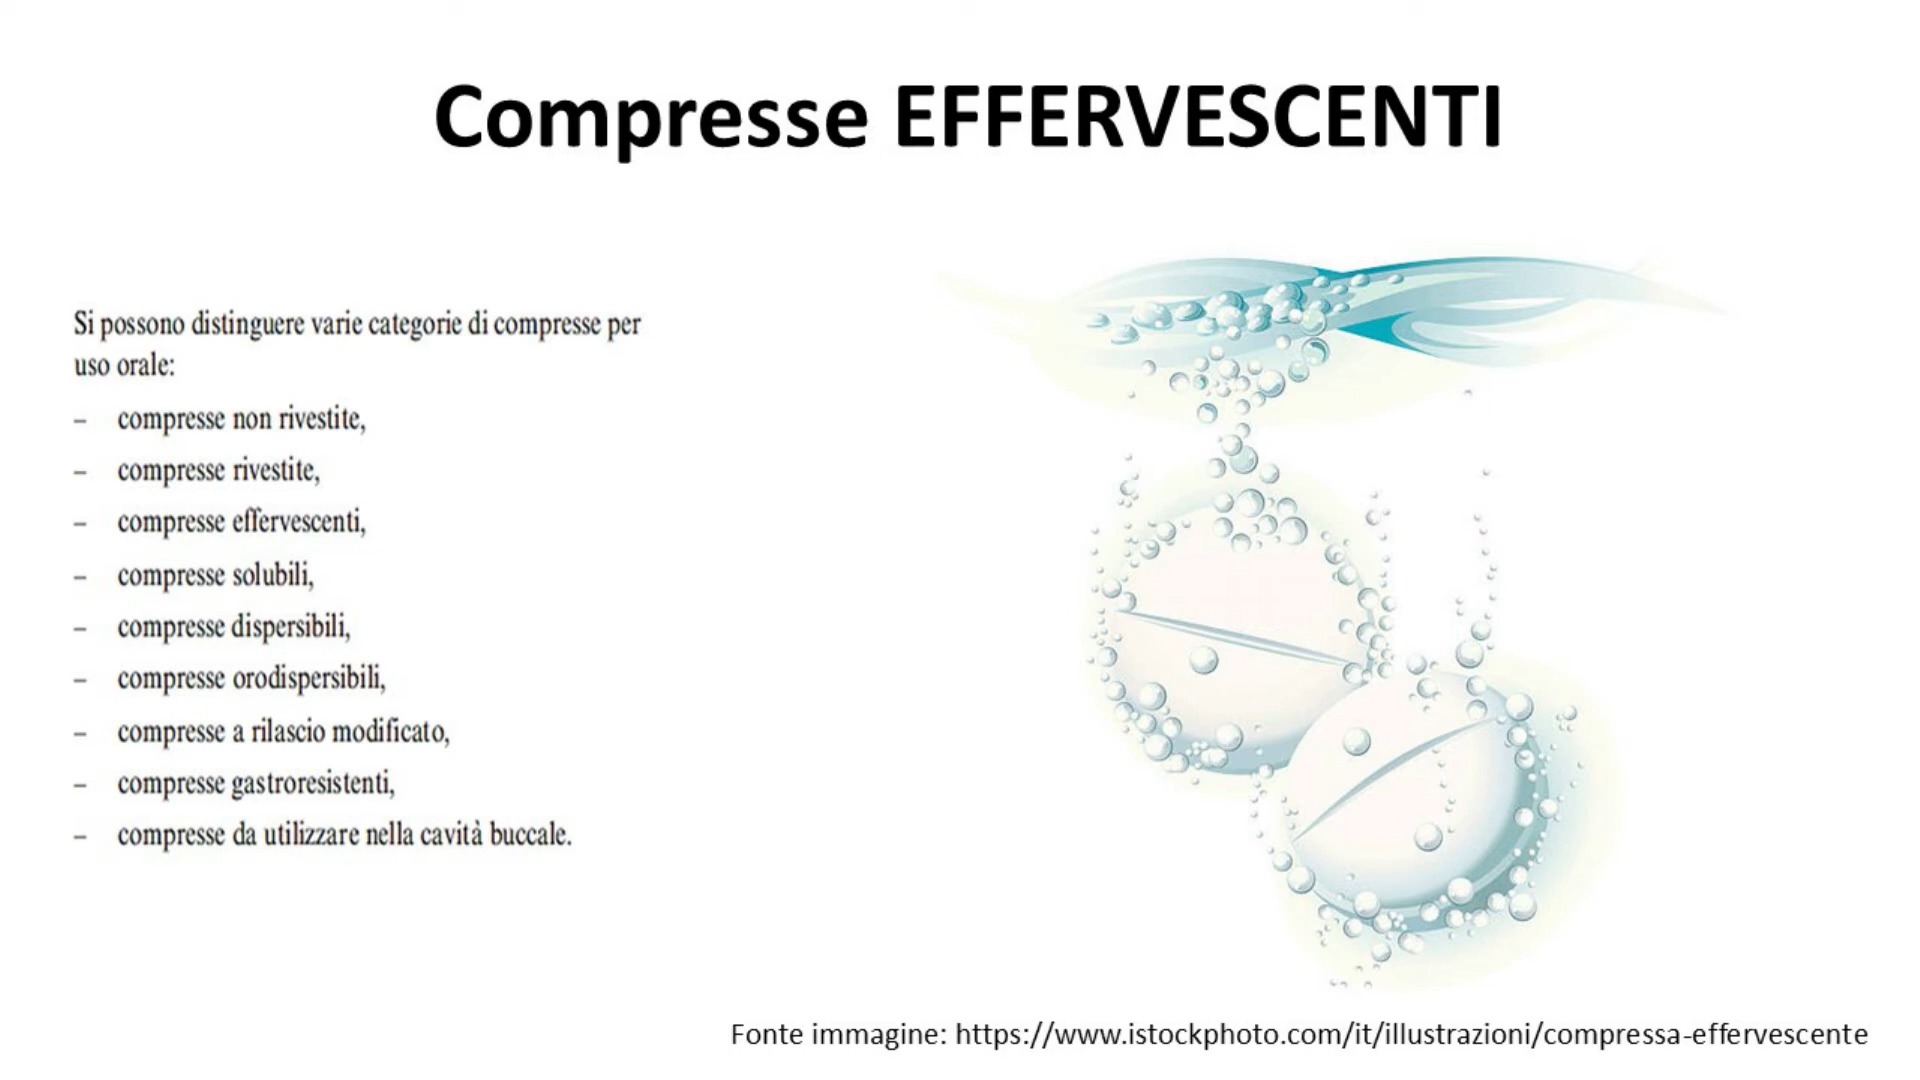 Compresse EFFERVESCENTI
Si possono distinguere varie categorie di compresse per
uso orale:
– compresse non rivestite,
– compresse rivestite,
– compresse effervescenti,
– compresse solubili,
– compresse dispersibili,
– compresse orodispersibili,
– compresse a rilascio modificato,
– compresse gastroresistenti,
– compresse da utilizzare nella cavità buccale.
Fonte immagine: https://www.istockphoto.com/it/illustrazioni/compressa-effervescente